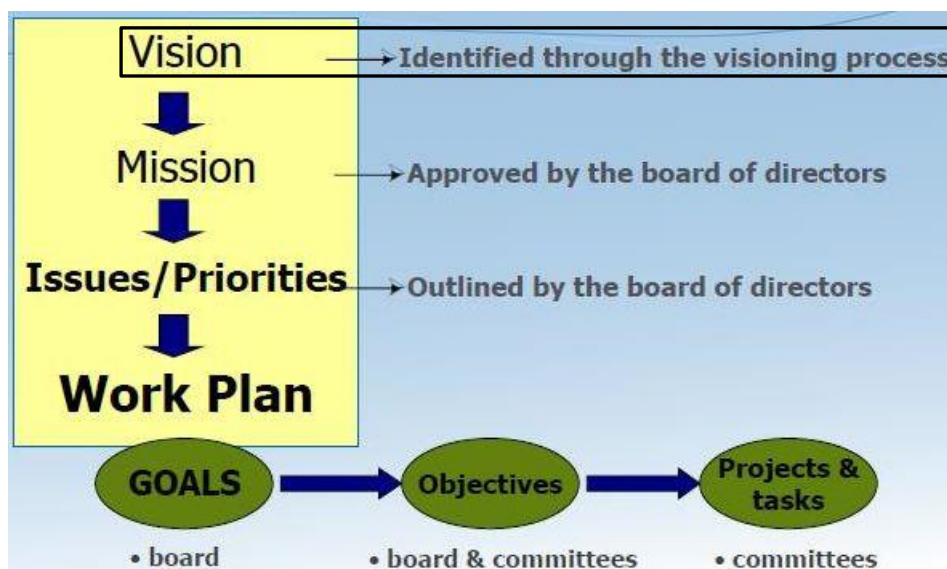 Vision
Identified through the visioning process
Mission
Approved by the board of directors
Issues/Priorities
Outlined by the board of directors
Work Plan
GOALS
Objectives
Projects &
tasks
• board
• board & committees
• committees